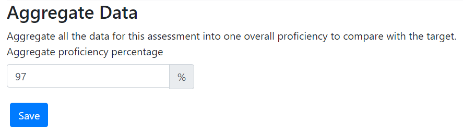 Aggregate Data
Aggregate all the data for this assessment into one overall proficiency to compare with the target.
Aggregate proficiency percentage
97 %
Save